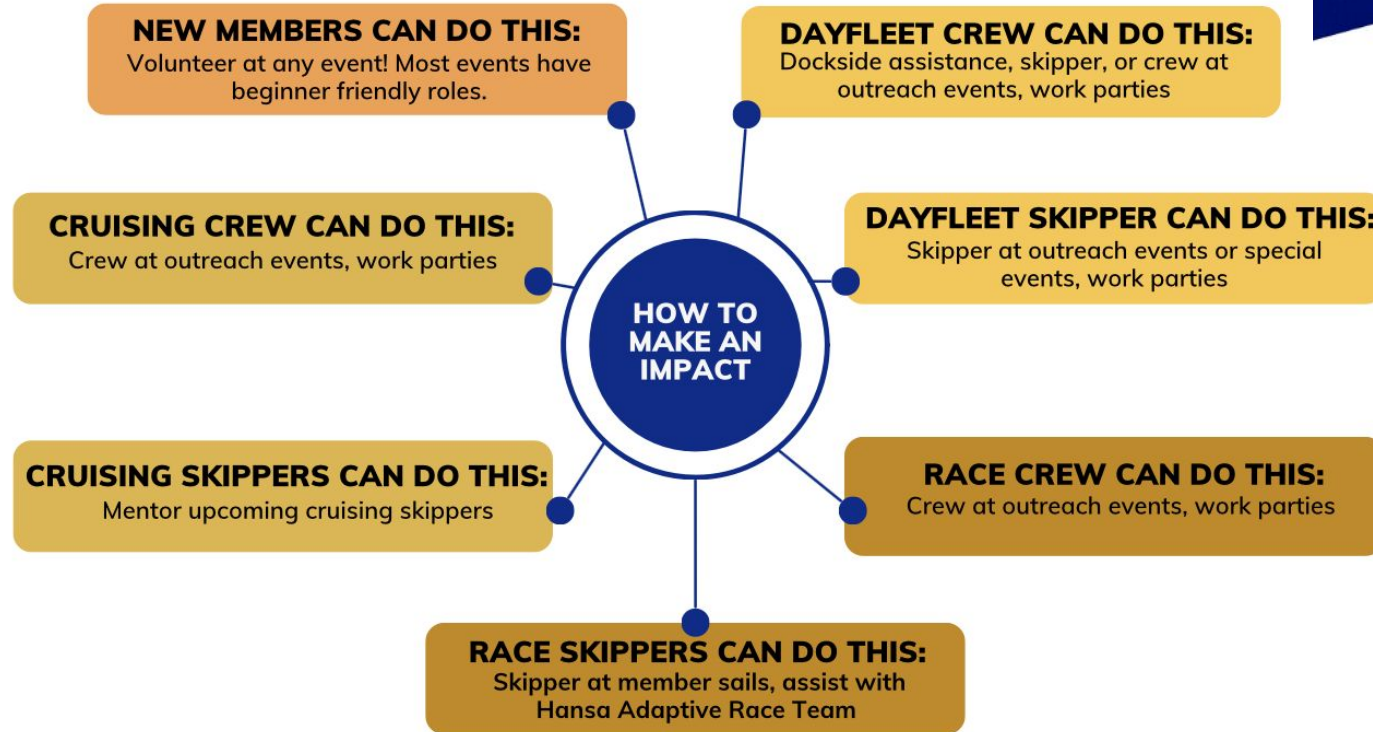 NEW MEMBERS CAN DO THIS:
Volunteer at any event! Most events have
beginner friendly roles.
DAYFLEET CREW CAN DO THIS:
Dockside assistance, skipper, or crew at
outreach events, work parties
CRUISING CREW CAN DO THIS:
Crew at outreach events, work parties
DAYFLEET SKIPPER CAN DO THIS:
Skipper at outreach events or special
events, work parties
HOW TO
MAKE AN
IMPACT
CRUISING SKIPPERS CAN DO THIS:
Mentor upcoming cruising skippers
RACE CREW CAN DO THIS:
Crew at outreach events, work parties
RACE SKIPPERS CAN DO THIS:
Skipper at member sails, assist with
Hansa Adaptive Race Team